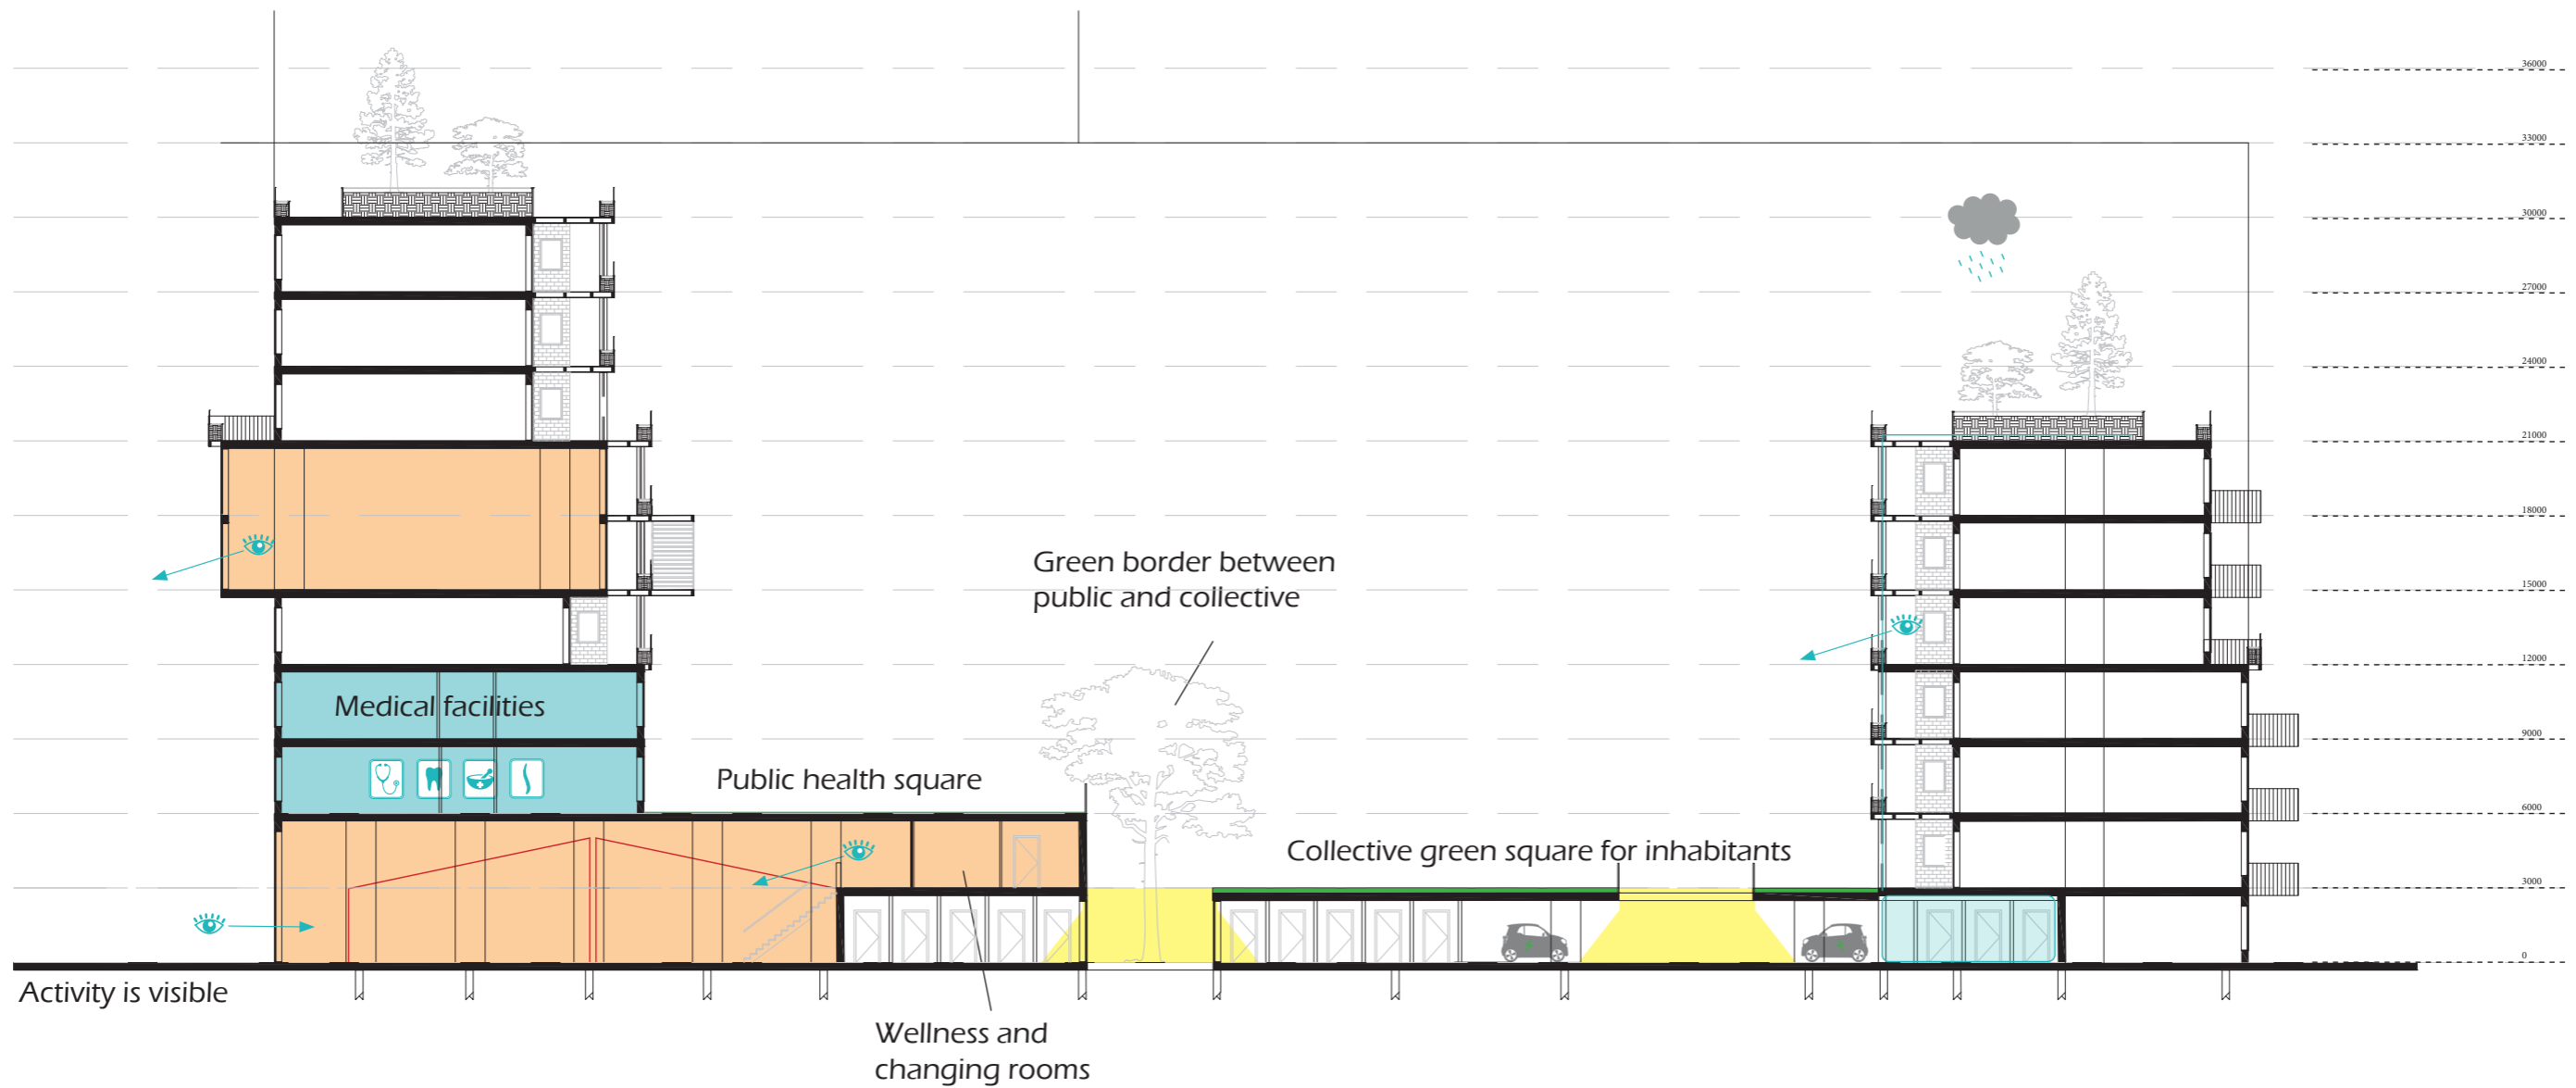 36000
33000
30000
27000
24000
21000
18000
15000
12000
9000
6000
3000
0
Green border between
public and collective
Medical facilities
Public health square
Collective green square for inhabitants
Activity is visible
Wellness and
changing rooms